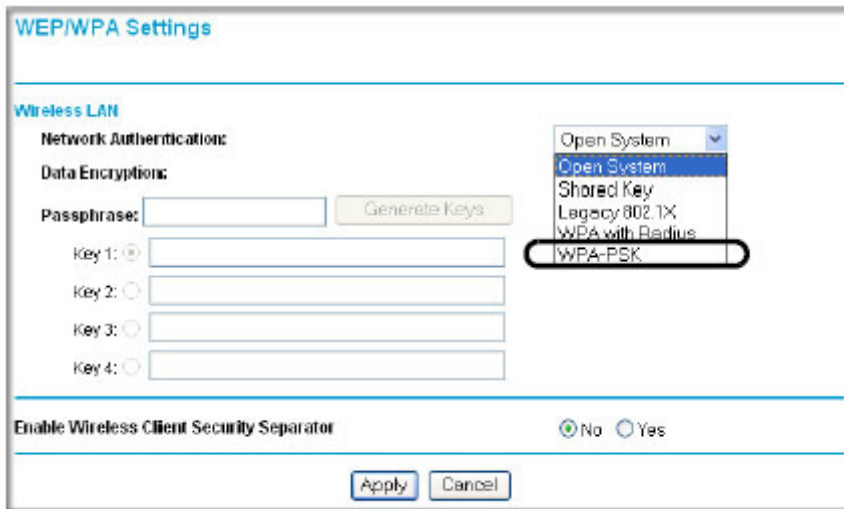 WEP/WPA Settings
Wireless LAN
Network Authentication:
Open System
Data Encryption:
Open System
Shared Key
Legacy 802.1X
WPA with Radius
WPA-PSK
Passphrase:
Generate Keys
Key 1:
Key 2:
Key 3:
Key 4:
Enable Wireless Client Security Separator
No Yes
Apply Cancel